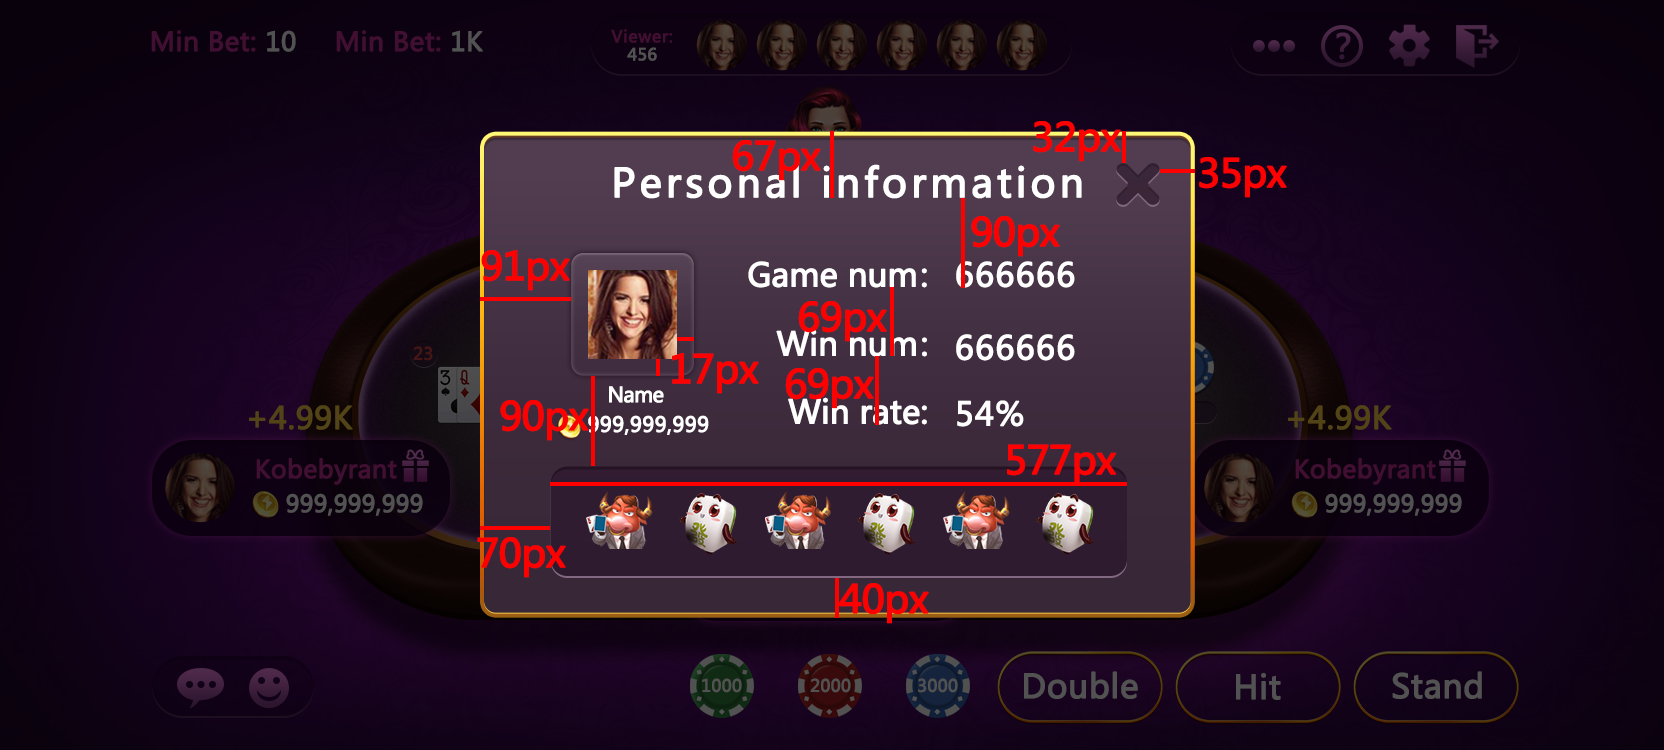 Min Bet: 10
Min Bet: 1K
Viewer:
456
32px
67px
35px
Personal information
90px
91px
Game num: 666666
69px
Win num: 666666
17px
69px
Name
90px
999,999,999
Win rate: 54%
23
3 Q
+4.99K
+4.99K
577px
Kobebyrant
999,999,999
Kobebyrant
999,999,999
70px
40px
1000
2000
3000
Double
Hit
Stand